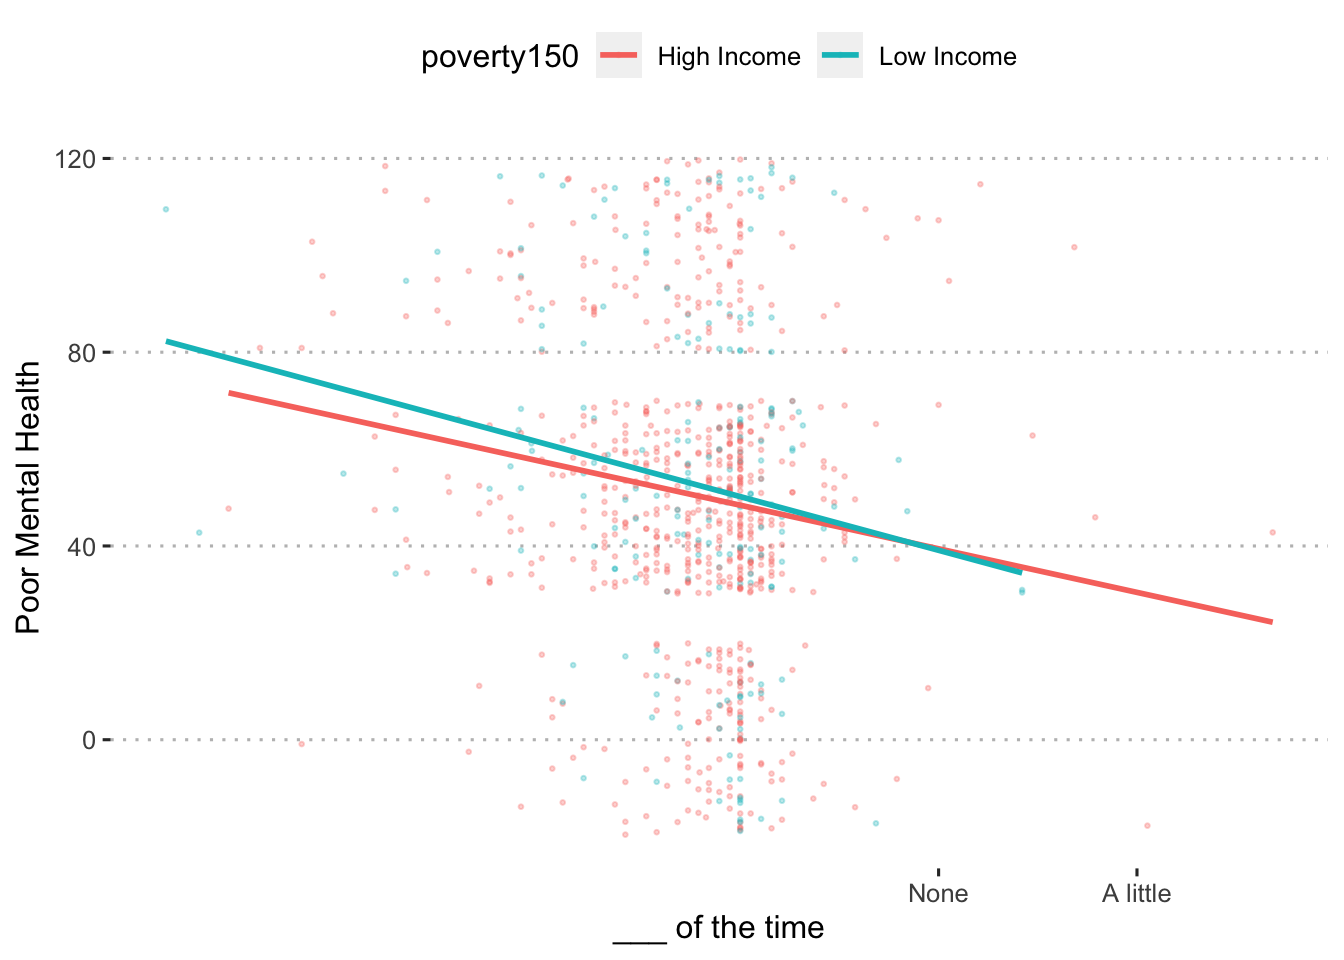 poverty150 High Income Low Income
120
80
40
0
Poor Mental Health
None A little
___ of the time